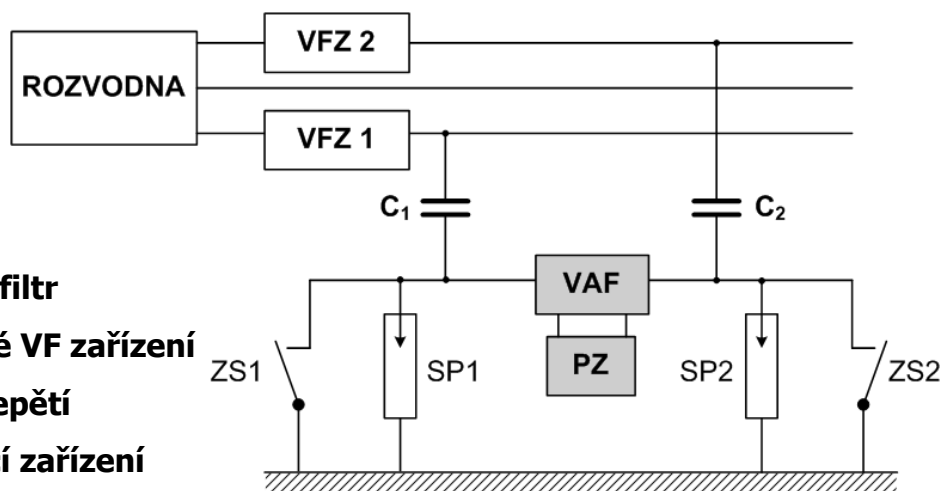 VFZ 2
ROZVODNA
VFZ 1
C₁
C₂
filtr
VAF
é VF zařízení
ZS1
SP1
PZ
SP2
ZS2
epětí
í zařízení